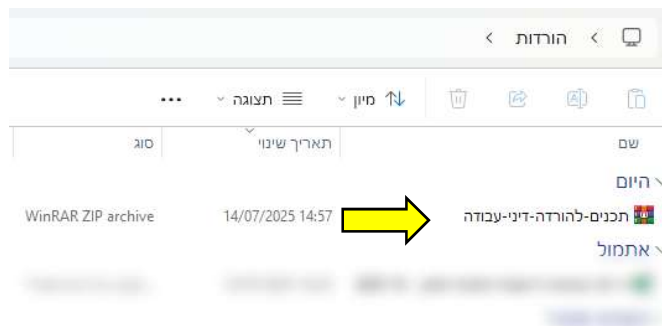 הורדות
מיון תצוגה ...
שם תאריך שינוי סוג
היום
תכנים-להורדה-דיני-עבודה 14/07/2025 14:57 WinRAR ZIP archive
אתמול